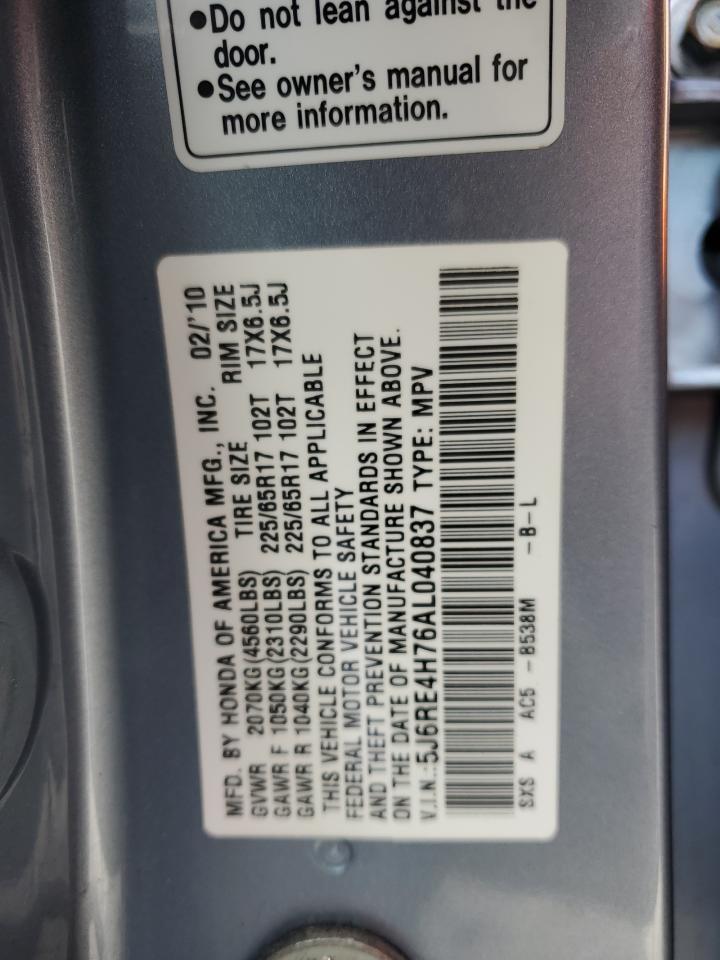 ●Do not lean against the
door.
●See owner's manual for
more information.
MFD. BY HONDA OF AMERICA MFG., INC. 02/'10
GVWR 2070KG(4560LBS) TIRE SIZE RIM SIZE
GAWR F 1050KG(2310LBS) 225/65R17 102T 17X6.5J
GAWR R 1040KG(2290LBS) 225/65R17 102T 17X6.5J
THIS VEHICLE CONFORMS TO ALL APPLICABLE
FEDERAL MOTOR VEHICLE SAFETY
AND THEFT PREVENTION STANDARDS IN EFFECT
ON THE DATE OF MANUFACTURE SHOWN ABOVE.
V.I.N.:5J6RE4H76AL040837 TYPE: MPV
SXS A AC5 -B538M -B-L